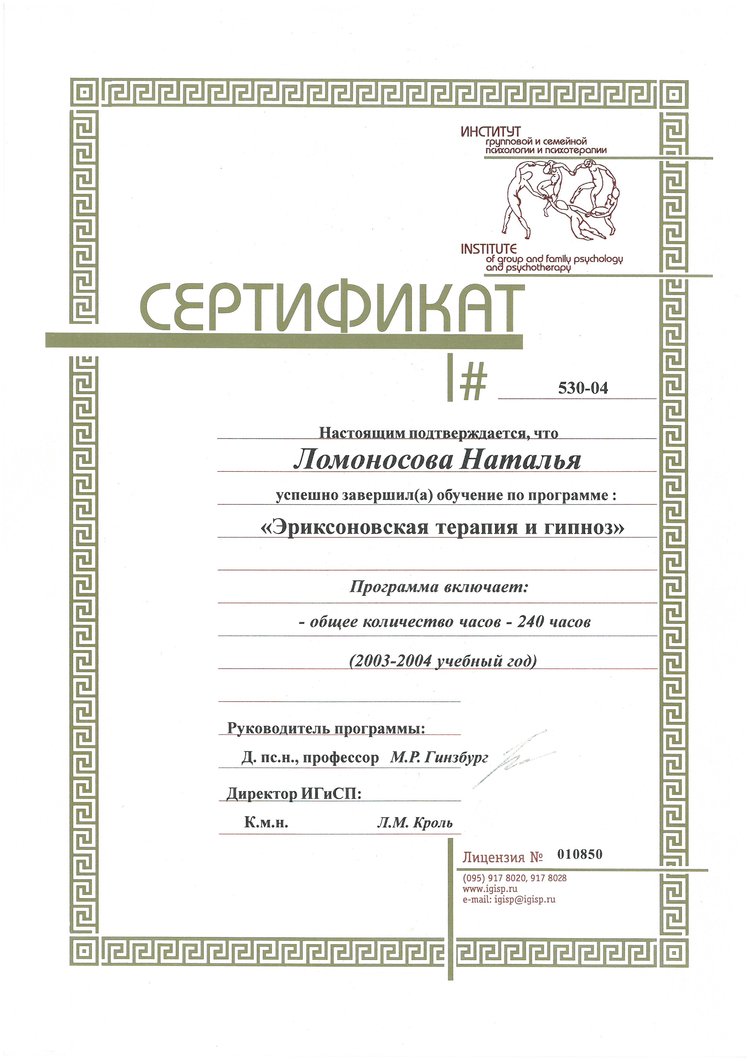 ИНСТИТУТ
групповой и семейной
психологии и психотерапии
INSTITUTE
of group and family psychology
and psychotherapy
СЕРТИФИКАТ
# 530-04
Настоящим подтверждается, что
Ломоносова Наталья
успешно завершил(а) обучение по программе :
«Эриксоновская терапия и гипноз»
Программа включает:
- общее количество часов - 240 часов
(2003-2004 учебный год)
Руководитель программы:
Д. пс.н., профессор М.Р. Гинзбург
Директор ИГиСП:
К.м.н. Л.М. Кроль
Лицензия № 010850
(095) 917 8020, 917 8028
www.igisp.ru
e-mail: igisp@igisp.ru